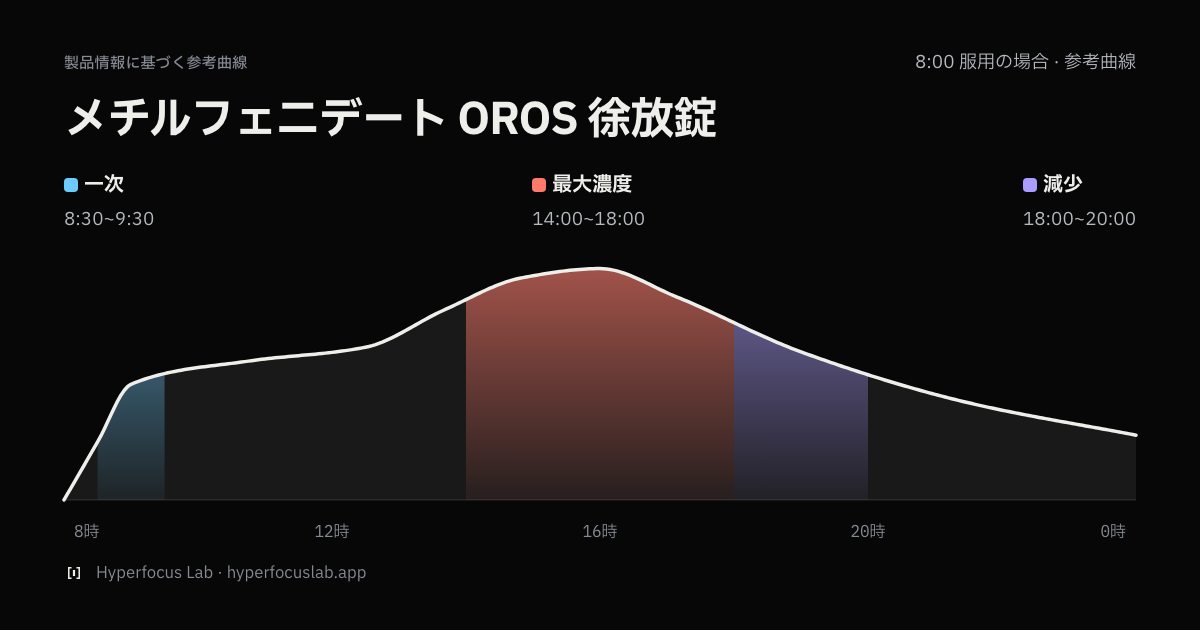 製品情報に基づく参考曲線
8:00 服用の場合 · 参考曲線
メチルフェニデート OROS 徐放錠
一次
8:30~9:30
最大濃度
14:00~18:00
減少
18:00~20:00
8時 12時 16時 20時 0時
Hyperfocus Lab · hyperfocuslab.app